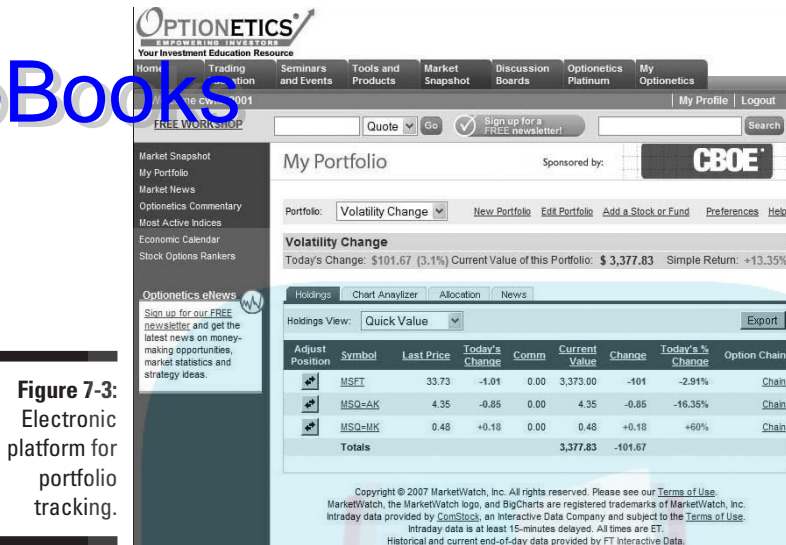 OPTIONETICS®
EMPOWERING INVESTORS
Your Investment Education Resource
Home Trading Seminars and Events Tools and Products Market Snapshot Discussion Boards Optionetics Platinum My Optionetics
Books
My Profile | Logout
FREE WORKSHOP Quote Go Sign up for a FREE newsletter! Search
Market Snapshot
My Portfolio
Market News
Optionetics Commentary
Most Active Indices
Economic Calendar
Stock Options Rankers
Optionetics eNews
Sign up for our FREE
newsletter and get the
latest news on money-
making opportunities,
market statistics and
strategy ideas.
My Portfolio Sponsored by: CBOE
Portfolio: Volatility Change New Portfolio Edit Portfolio Add a Stock or Fund Preferences Help
Volatility Change
Today's Change: $101.67 (3.1%) Current Value of this Portfolio: $ 3,377.83 Simple Return: +13.35%
Holdings Chart Anaylizer Allocation News
Holdings View: Quick Value Export
Adjust Position Symbol Last Price Today's Change Comm Current Value Change Today's % Change Option Chain
MSFT 33.73 -1.01 0.00 3,373.00 -101 -2.91% Chain
MSQ=AK 4.35 -0.85 0.00 4.35 -0.85 -16.35% Chain
MSQ=MK 0.48 +0.18 0.00 0.48 +0.18 +60% Chain
Totals 3,377.83 -101.67
Copyright © 2007 MarketWatch, Inc. All rights reserved. Please see our Terms of Use.
MarketWatch, the MarketWatch logo, and BigCharts are registered trademarks of MarketWatch, Inc.
Intraday data provided by ComStock, an Interactive Data Company and subject to the Terms of Use.
Intraday data is at least 15-minutes delayed. All times are ET.
Historical and current end-of-day data provided by FT Interactive Data.
Figure 7-3:
Electronic
platform for
portfolio
tracking.